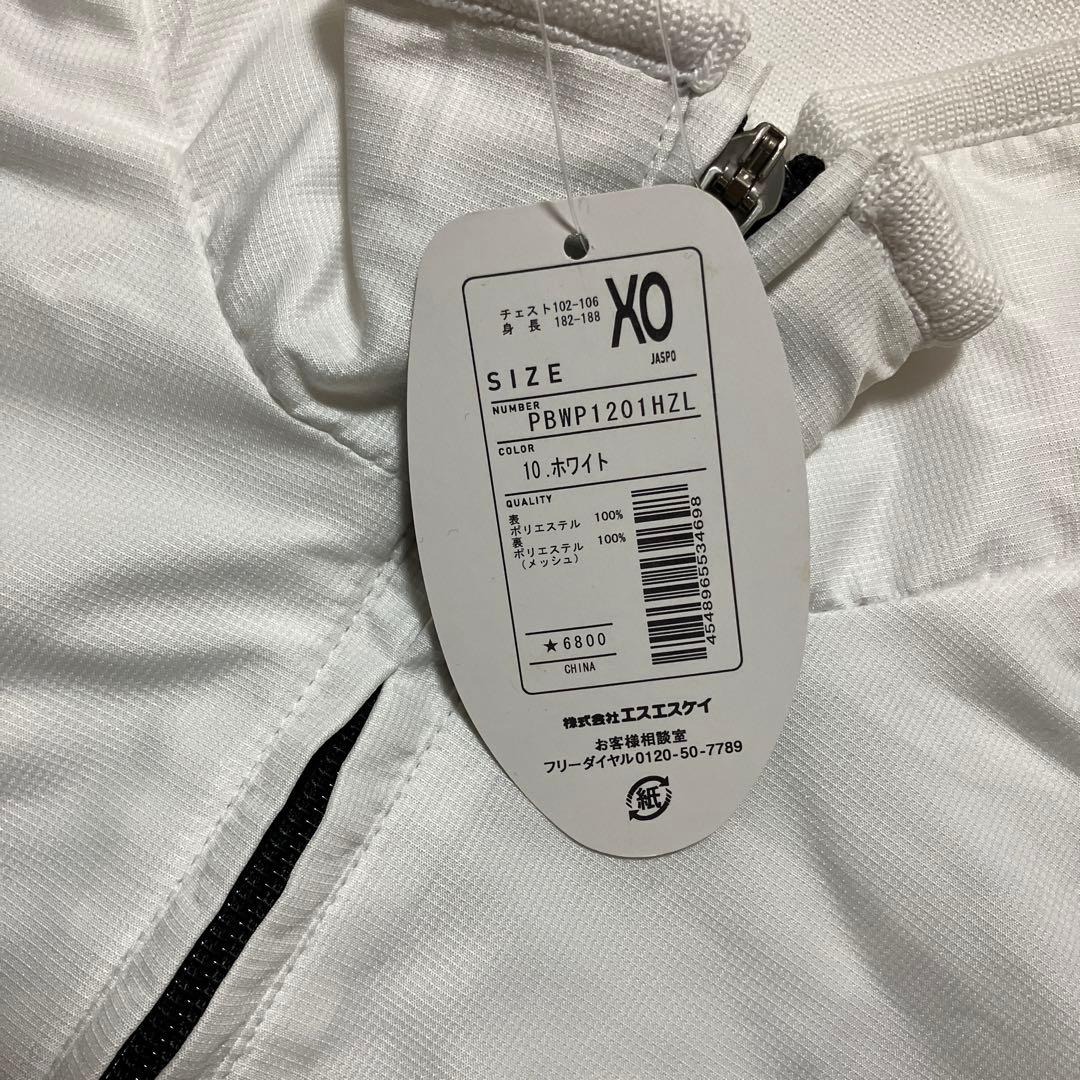 チェスト102-106
身長 182-188
XO
JASPO
SIZE
NUMBER
PBWP1201HZL
COLOR
10.ホワイト
QUALITY
表
ポリエステル 100%
裏
ポリエステル 100%
(メッシュ)
4548965534698
★6800
CHINA
株式会社エスエスケイ
お客様相談室
フリーダイヤル0120-50-7789
紙